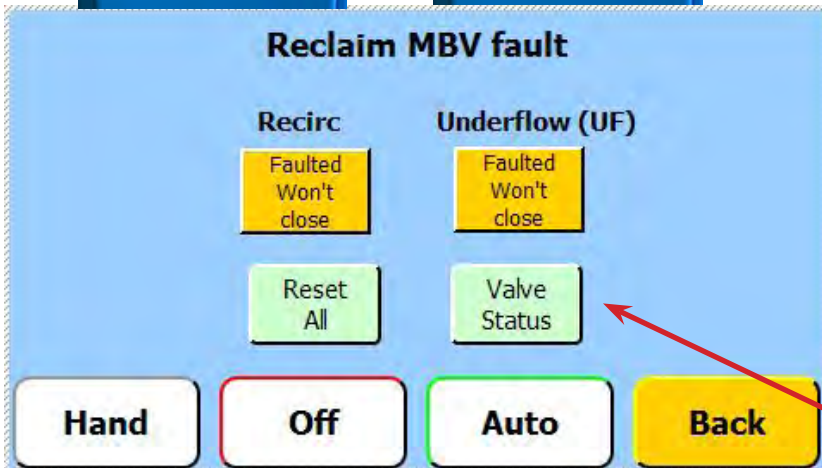 Reclaim MBV fault
Recirc Underflow (UF)
Faulted
Won't
close
Faulted
Won't
close
Reset
All
Valve
Status
Hand Off Auto Back